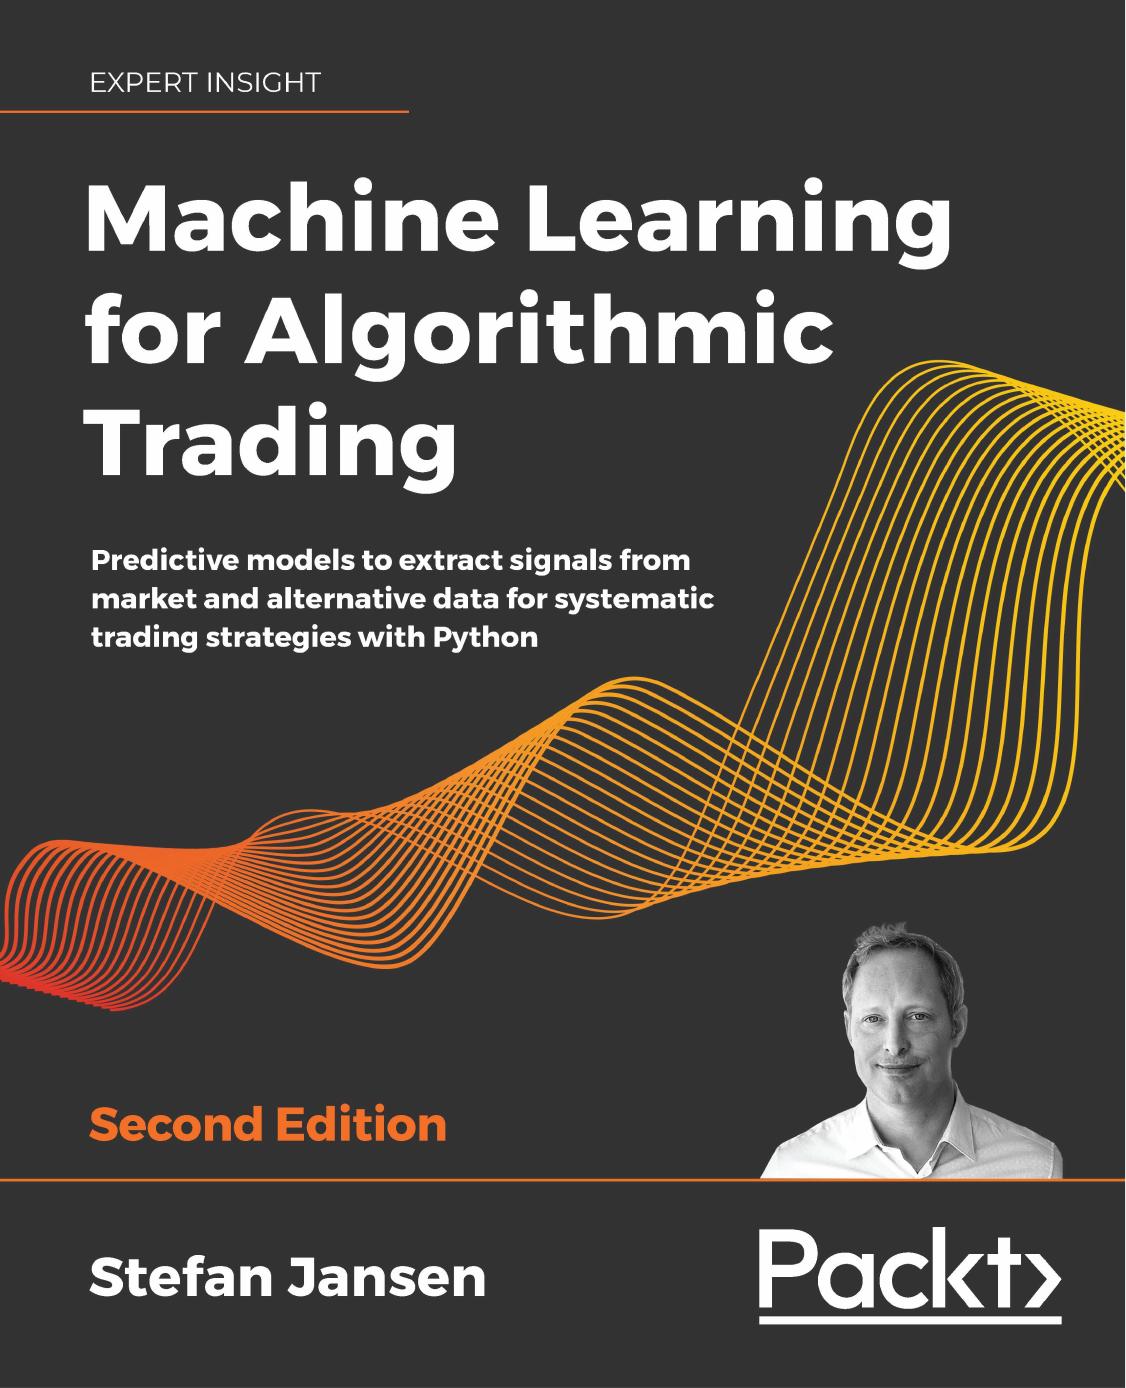 EXPERT INSIGHT
Machine Learning
for Algorithmic
Trading
Predictive models to extract signals from
market and alternative data for systematic
trading strategies with Python
Second Edition
Stefan Jansen
Packt